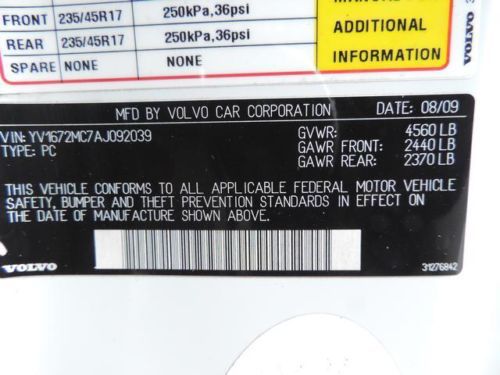 FRONT 235/45R17 250kPa,36psi
REAR 235/45R17 250kPa,36psi
SPARE NONE NONE
ADDITIONAL
INFORMATION
VOLVO
MFD BY VOLVO CAR CORPORATION DATE: 08/09
VIN: YV1672MC7AJ092039 GVWR: 4560 LB
TYPE: PC GAWR FRONT: 2440 LB
GAWR REAR: 2370 LB
THIS VEHICLE CONFORMS TO ALL APPLICABLE FEDERAL MOTOR VEHICLE
SAFETY, BUMPER AND THEFT PREVENTION STANDARDS IN EFFECT ON
THE DATE OF MANUFACTURE SHOWN ABOVE.
VOLVO 31276842